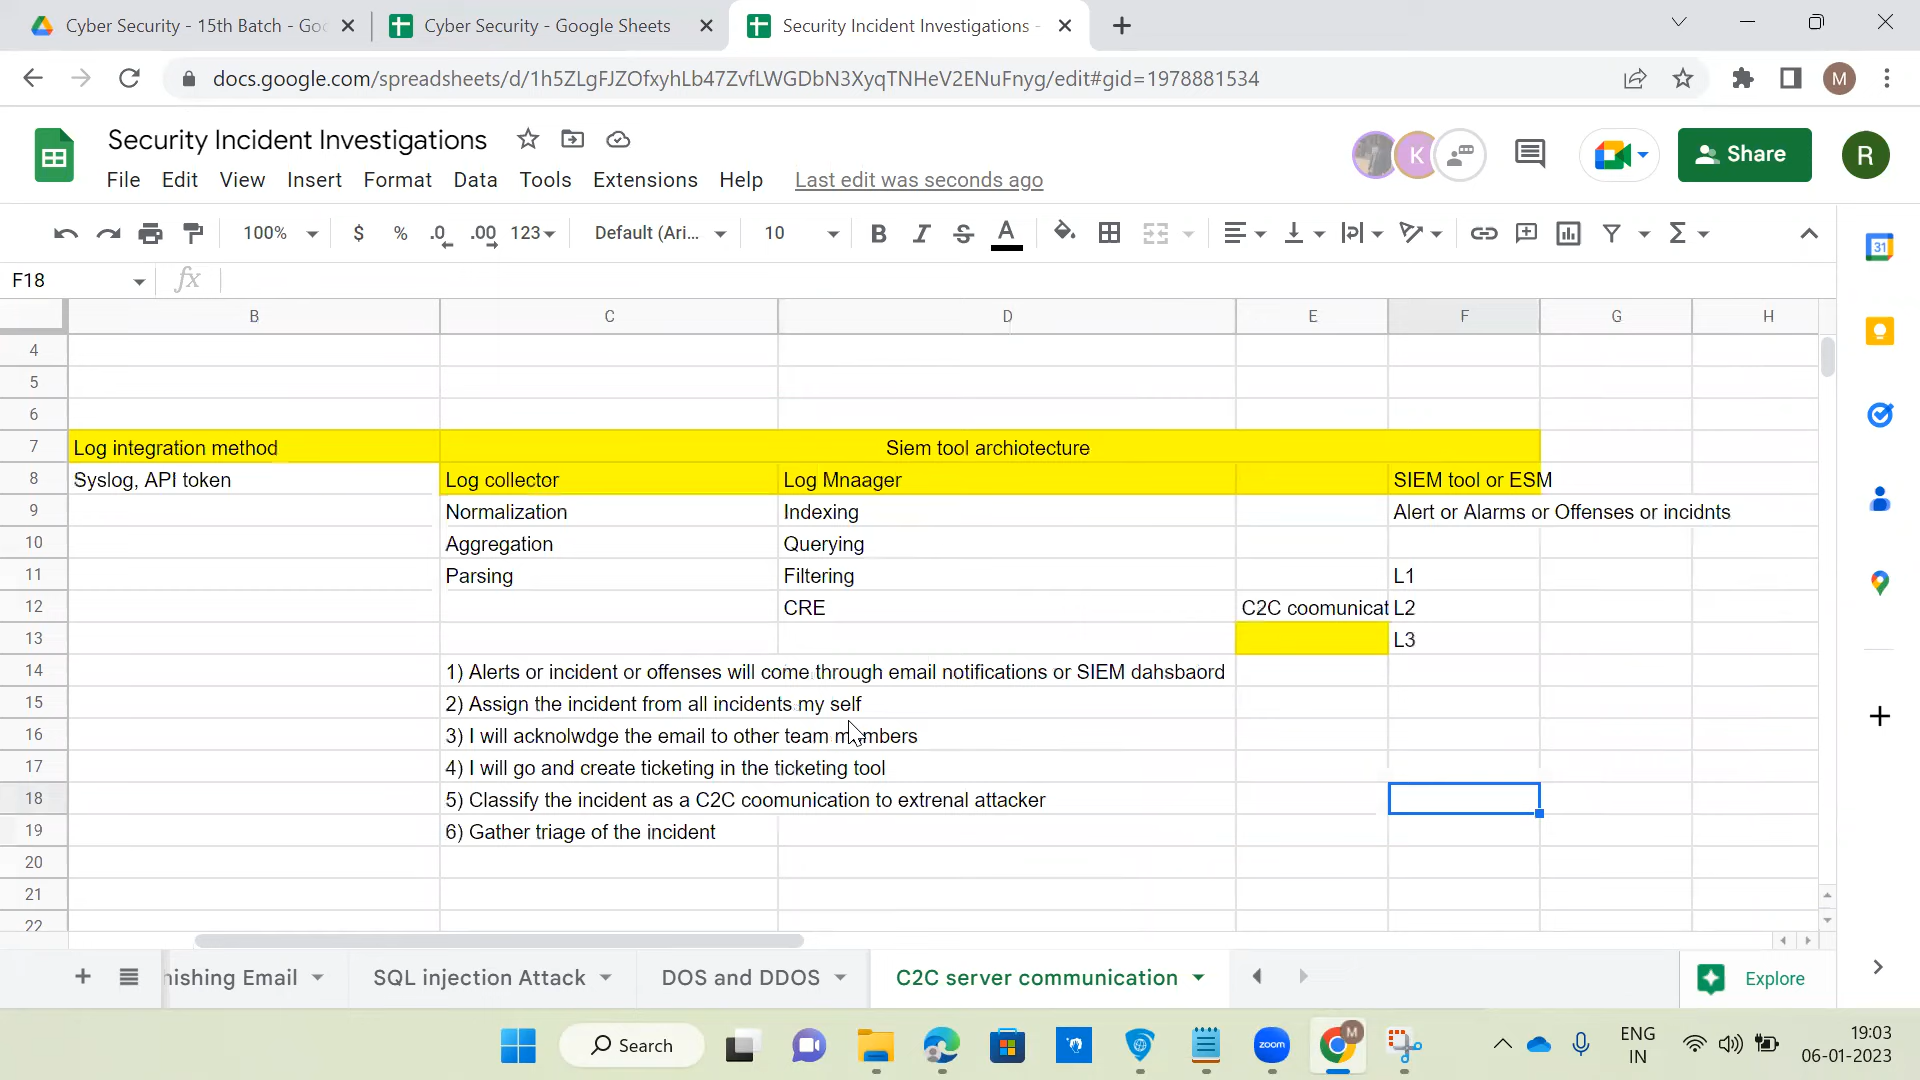 Cyber Security - 15th Batch - Goo
Cyber Security - Google Sheets
Security Incident Investigations -
docs.google.com/spreadsheets/d/1h5ZLgFJZOfxyhLb47ZvfLWGDbN3XyqTNHeV2ENuFnyg/edit#gid=1978881534
M
Security Incident Investigations
K
Share
R
File Edit View Insert Format Data Tools Extensions Help Last edit was seconds ago
100% $ % .0 .00 123 Default (Ari... 10 B I S A
31
F18 fx
B C D E F G H
4
5
6
7 Log integration method Siem tool archiotecture
8 Syslog, API token Log collector Log Mnaager SIEM tool or ESM
9 Normalization Indexing Alert or Alarms or Offenses or incidnts
10 Aggregation Querying
11 Parsing Filtering L1
12 CRE C2C coomunicat L2
13 L3
14 1) Alerts or incident or offenses will come through email notifications or SIEM dahsbaord
15 2) Assign the incident from all incidents my self
16 3) I will acknolwdge the email to other team members
17 4) I will go and create ticketing in the ticketing tool
18 5) Classify the incident as a C2C coomunication to extrenal attacker
19 6) Gather triage of the incident
20
21
22
hishing Email SQL injection Attack DOS and DDOS C2C server communication Explore
Search
zoom
M
ENG
IN
19:03
06-01-2023